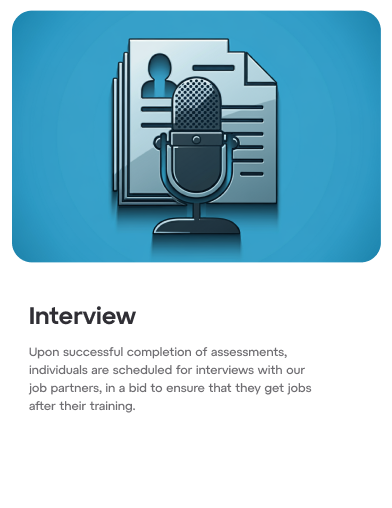 Interview
Upon successful completion of assessments,
individuals are scheduled for interviews with our
job partners, in a bid to ensure that they get jobs
after their training.